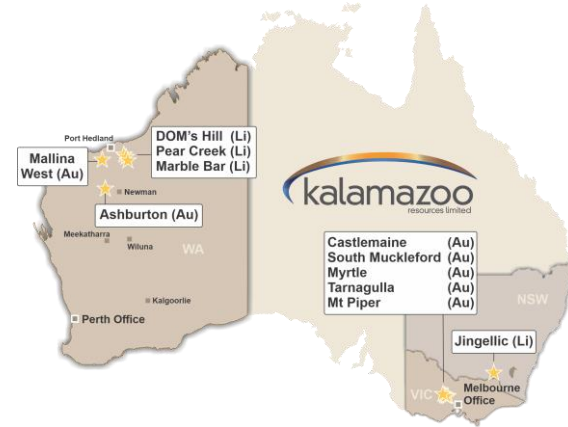 Port Hedland
DOM's Hill (Li)
Pear Creek (Li)
Marble Bar (Li)
Mallina
West (Au)
Newman
Ashburton (Au)
kalamazoo
resources limited
Meekatharra
Wiluna
WA
Castlemaine (Au)
South Muckleford (Au)
Myrtle (Au)
Tarnagulla (Au)
Mt Piper (Au)
NSW
Kalgoorlie
Perth Office
Jingellic (Li)
VIC
Melbourne
Office